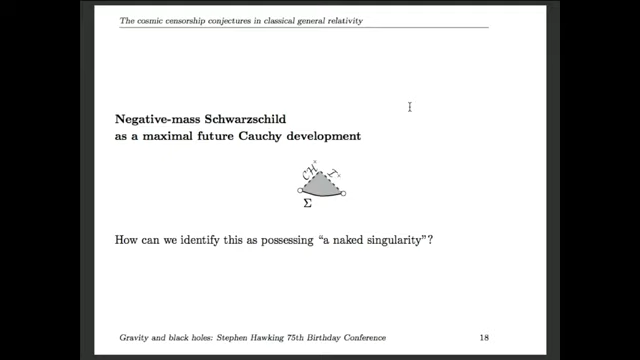 The cosmic censorship conjectures in classical general relativity
Negative-mass Schwarzschild
as a maximal future Cauchy development
CH⁺ I⁺
Σ
How can we identify this as possessing “a naked singularity”?
Gravity and black holes: Stephen Hawking 75th Birthday Conference 18